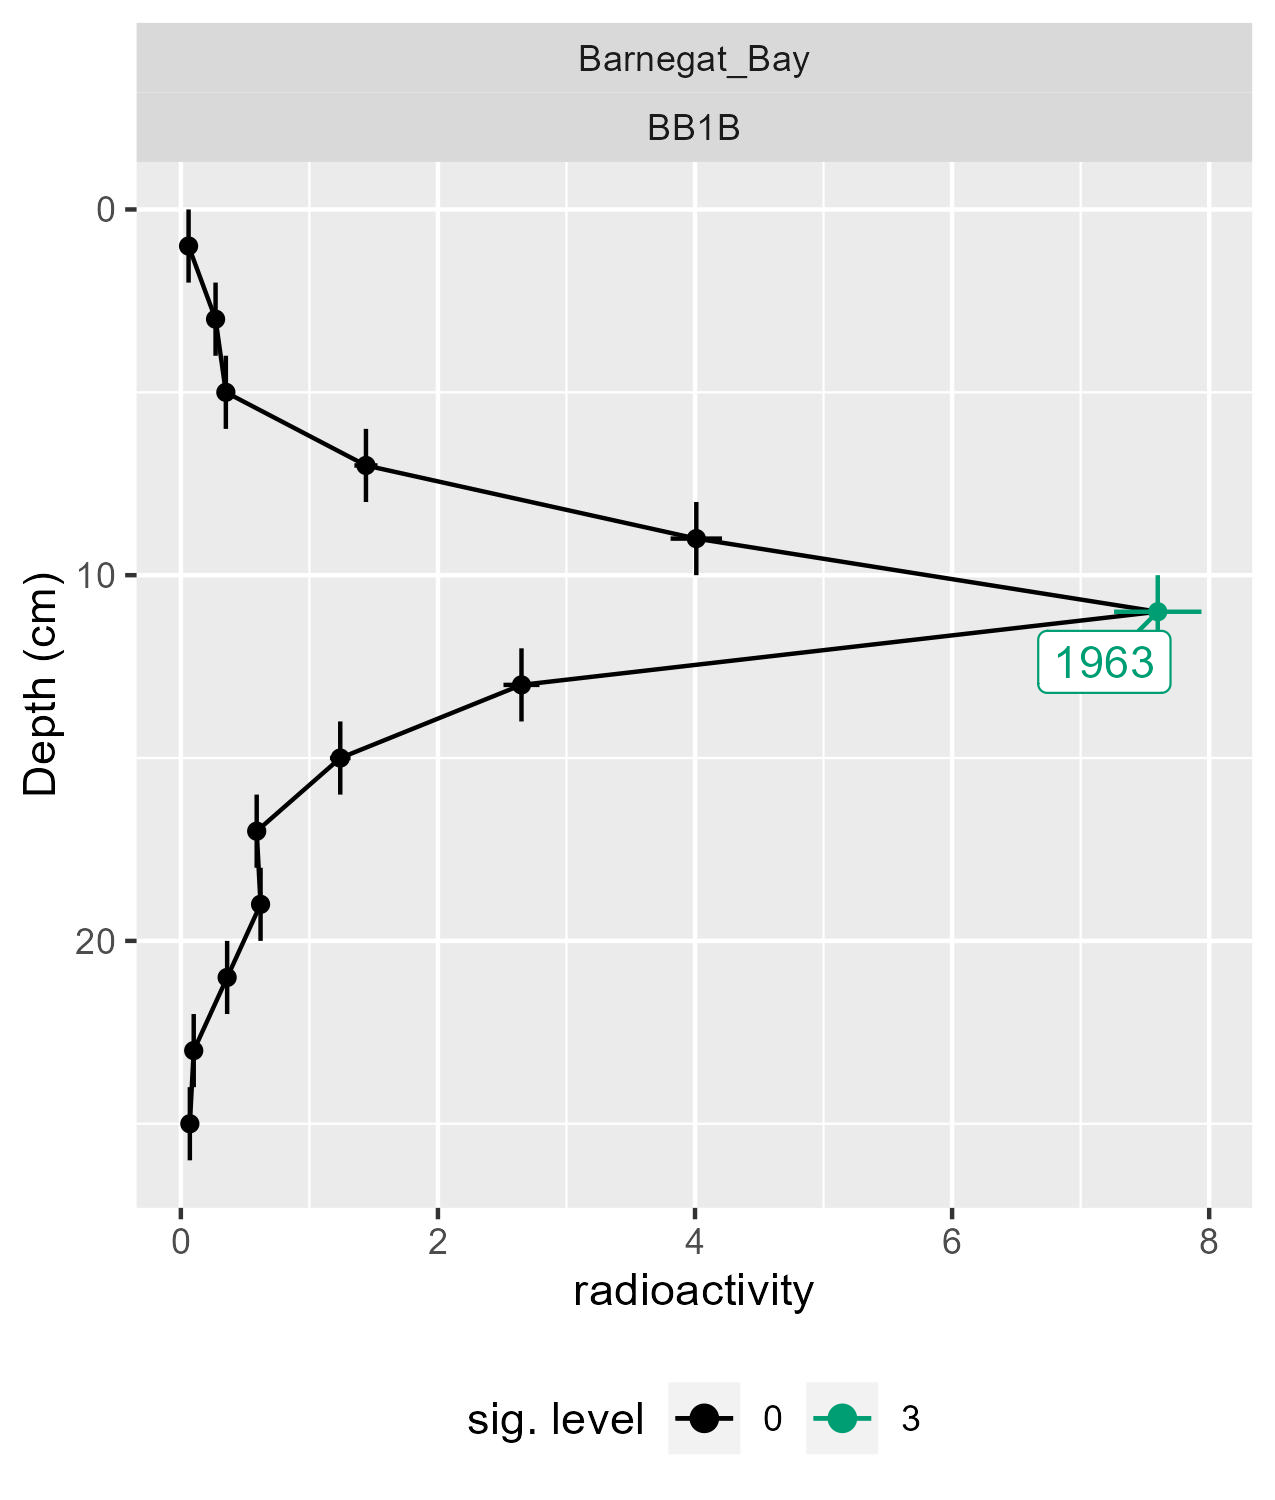 Barnegat_Bay
BB1B
0
10
20
Depth (cm)
1963
0 2 4 6 8
radioactivity
sig. level 0 3